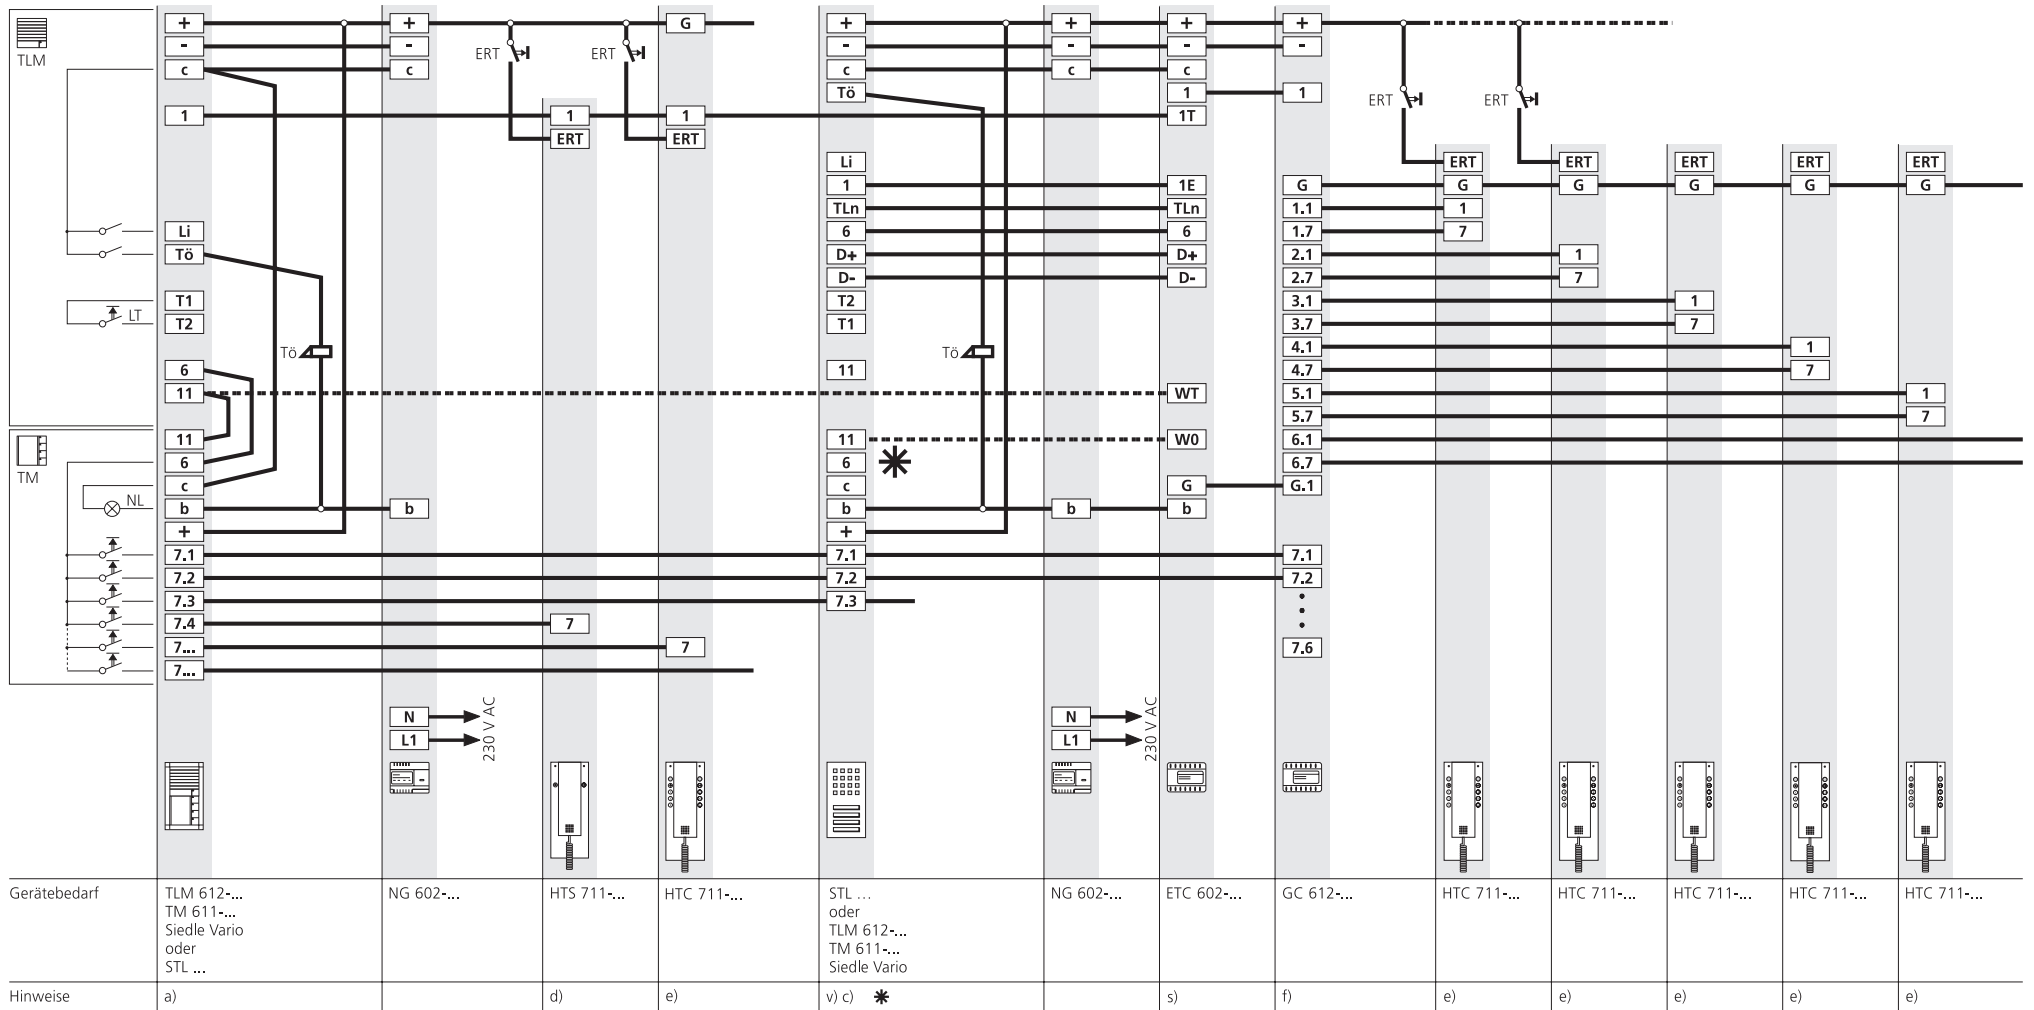 + + G + + + +
TLM - - ERT ERT - - - -
c c c c c
Tö 1 1 ERT ERT
1 1 1 1T
ERT ERT
Li ERT ERT ERT ERT ERT
1 1E G G G G G G
TLn TLn 1.1 1
Li 6 6 1.7 7
Tö D+ D+ 2.1 1
D- D- 2.7 7
T1 T2 3.1 1
LT T2 T1 3.7 7
Tö Tö 4.1 1
6 11 4.7 7
11 WT 5.1 1
5.7 7
11 11 W0 6.1
TM 6 6 6.7
c c G G.1
NL b b b b b
+ +
7.1 7.1 7.1
7.2 7.2 7.2
7.3 7.3
7.4 7
7... 7 7.6
7...
N 230 V AC N 230 V AC
L1 L1
Gerätebedarf TLM 612-... NG 602-... HTS 711-... HTC 711-... STL ... NG 602-... ETC 602-... GC 612-... HTC 711-... HTC 711-... HTC 711-... HTC 711-... HTC 711-...
TM 611-... oder
Siedle Vario TLM 612-...
oder TM 611-...
STL ... Siedle Vario
Hinweise a) d) e) v) c) ✱ s) f) e) e) e) e) e)